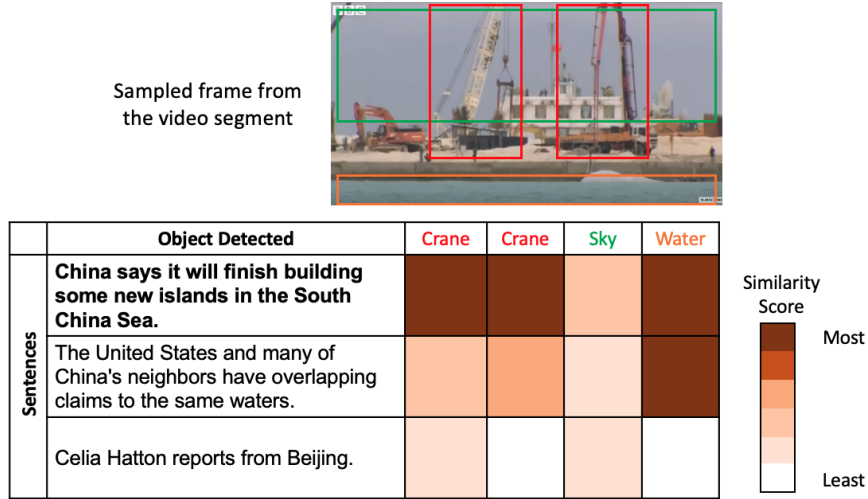 BBC
Sampled frame from
the video segment
SUBSCRIBE
Object Detected Crane Crane Sky Water
Sentences
China says it will finish building
some new islands in the South
China Sea.
The United States and many of
China's neighbors have overlapping
claims to the same waters.
Celia Hatton reports from Beijing.
Similarity
Score
Most
Least